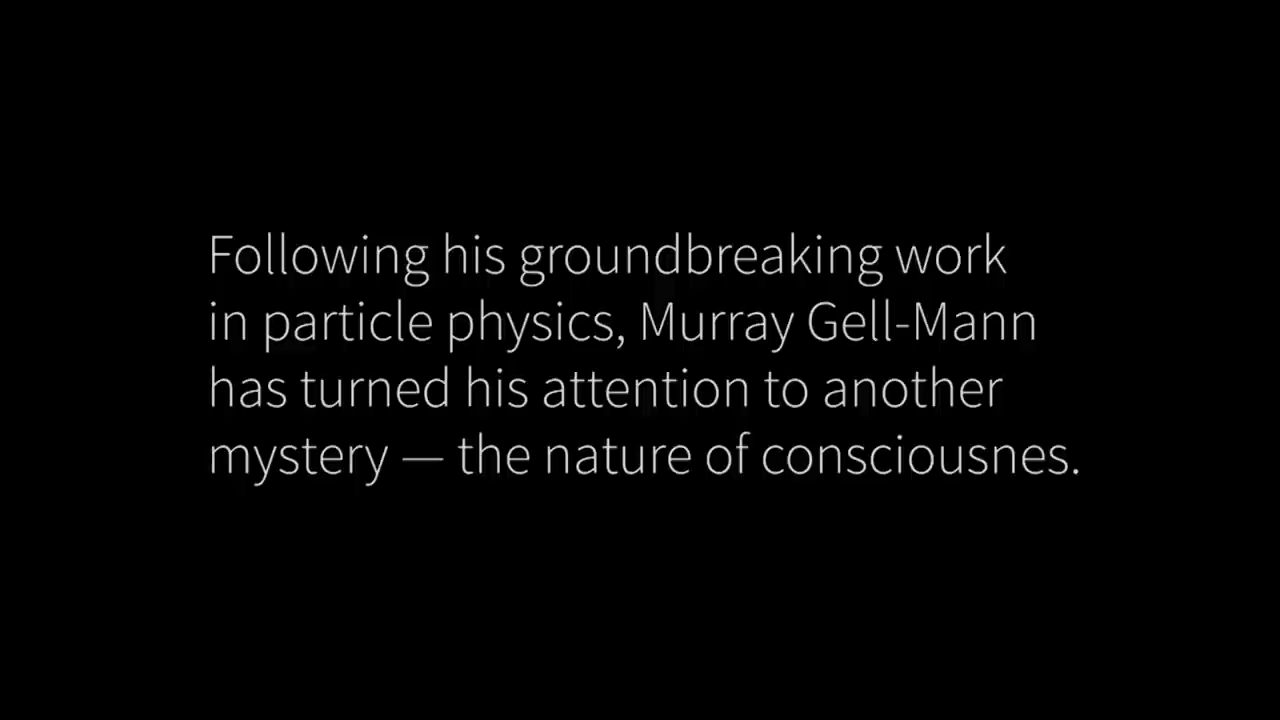 Following his groundbreaking work
in particle physics, Murray Gell-Mann
has turned his attention to another
mystery — the nature of consciousnes.